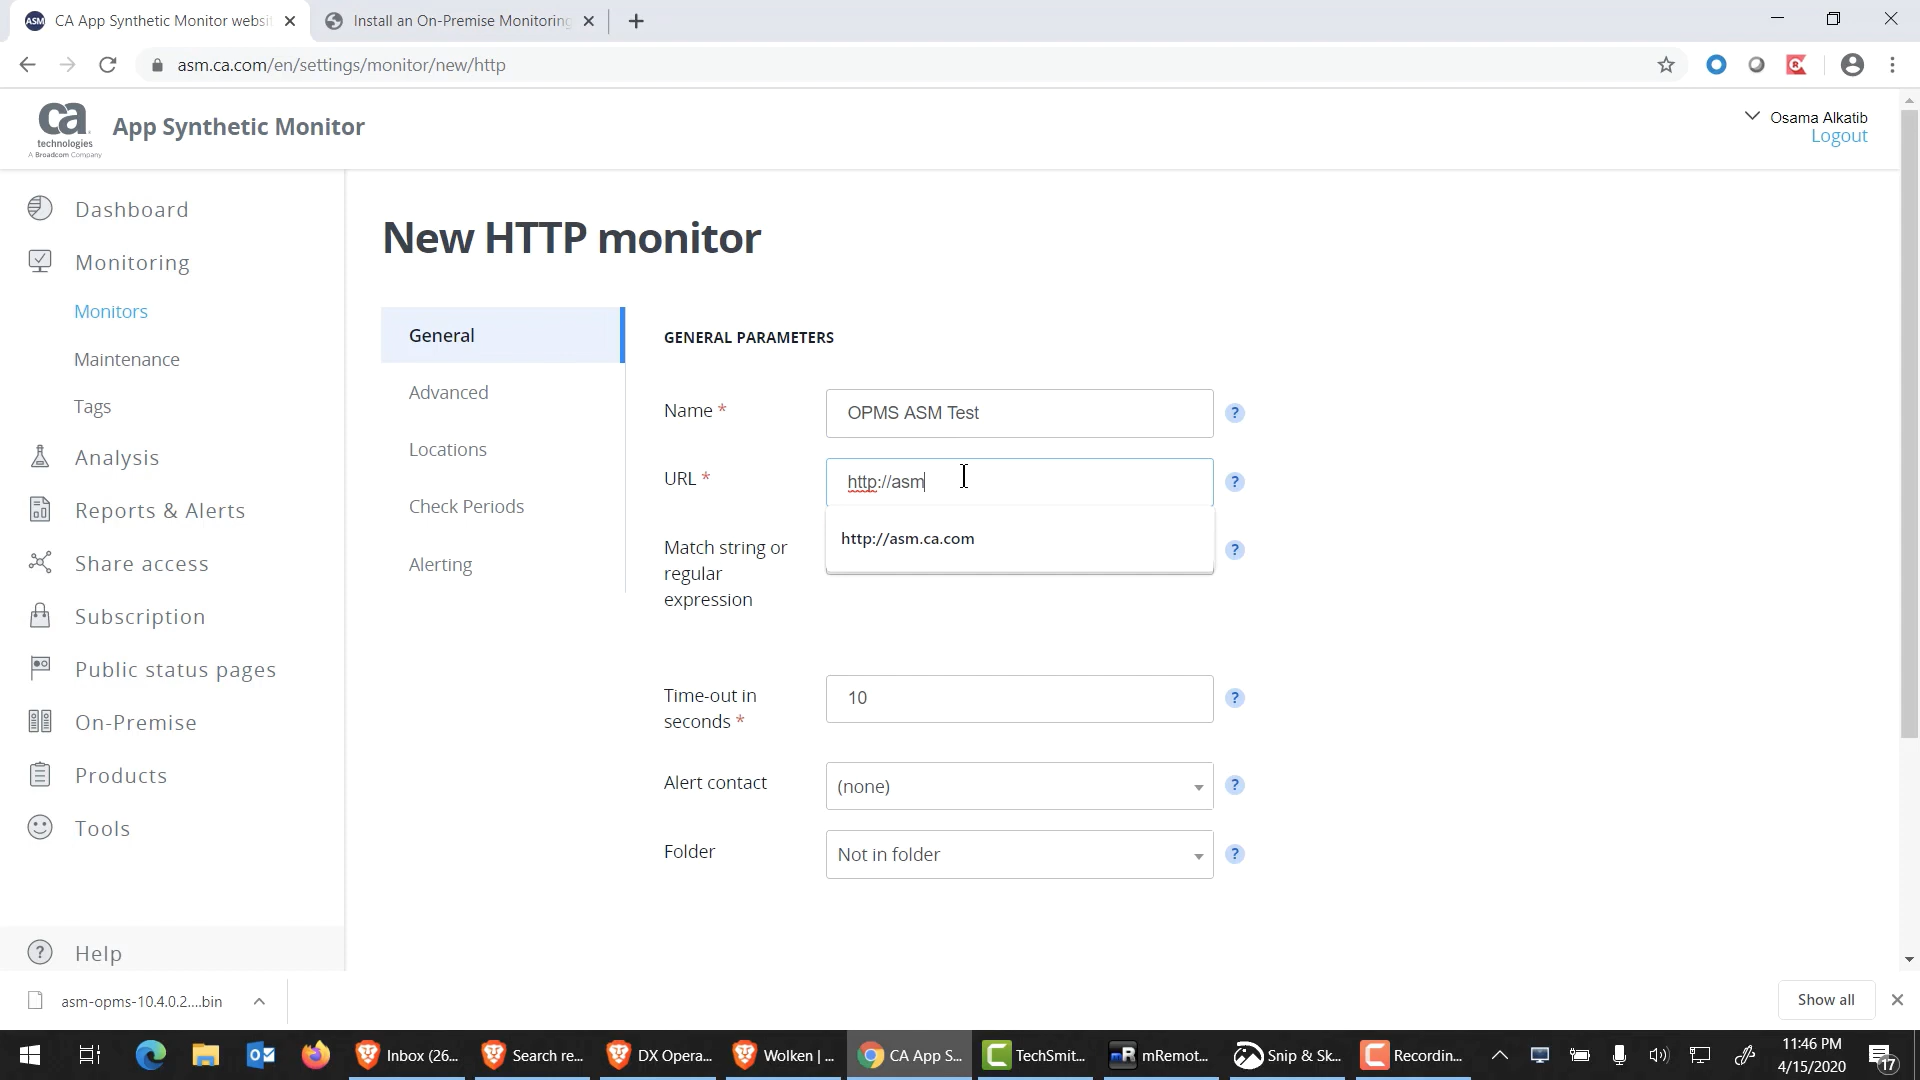 ASM CA App Synthetic Monitor websi
Install an On-Premise Monitoring
asm.ca.com/en/settings/monitor/new/http
ca
technologies
A Broadcom Company
App Synthetic Monitor
Osama Alkatib
Logout
Dashboard
Monitoring
Monitors
Maintenance
Tags
Analysis
Reports & Alerts
Share access
Subscription
Public status pages
On-Premise
Products
Tools
? Help
New HTTP monitor
General
Advanced
Locations
Check Periods
Alerting
GENERAL PARAMETERS
Name * OPMS ASM Test ?
URL * http://asm ?
http://asm.ca.com
Match string or ?
regular
expression
Time-out in
seconds * 10 ?
Alert contact (none) ?
Folder Not in folder ?
asm-opms-10.4.0.2....bin
Show all
Inbox (26... Search re... DX Opera... Wolken | ... CA App S... TechSmit... mR mRemot... Snip & Sk... Recordin...
11:46 PM
4/15/2020
17